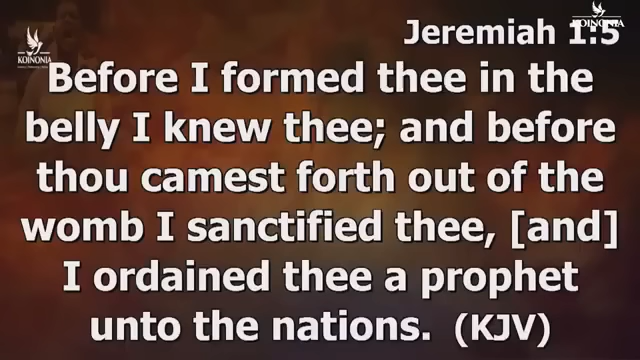 KOINONIA
KOINONIA
Jeremiah 1:5
Before I formed thee in the
belly I knew thee; and before
thou camest forth out of the
womb I sanctified thee, [and]
I ordained thee a prophet
unto the nations. (KJV)